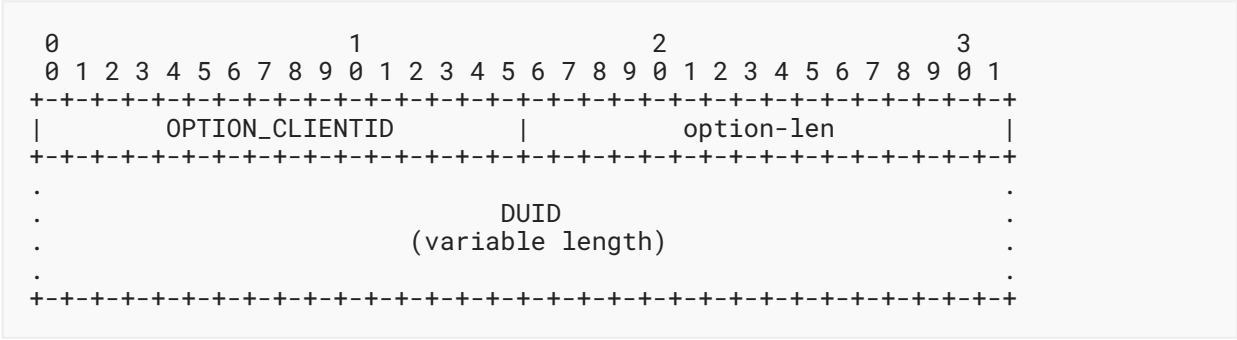 0                   1                   2                   3
 0 1 2 3 4 5 6 7 8 9 0 1 2 3 4 5 6 7 8 9 0 1 2 3 4 5 6 7 8 9 0 1
+-+-+-+-+-+-+-+-+-+-+-+-+-+-+-+-+-+-+-+-+-+-+-+-+-+-+-+-+-+-+-+-+
|        OPTION_CLIENTID        |          option-len           |
+-+-+-+-+-+-+-+-+-+-+-+-+-+-+-+-+-+-+-+-+-+-+-+-+-+-+-+-+-+-+-+-+
.                                                               .
.                              DUID                             .
.                        (variable length)                      .
.                                                               .
+-+-+-+-+-+-+-+-+-+-+-+-+-+-+-+-+-+-+-+-+-+-+-+-+-+-+-+-+-+-+-+-+